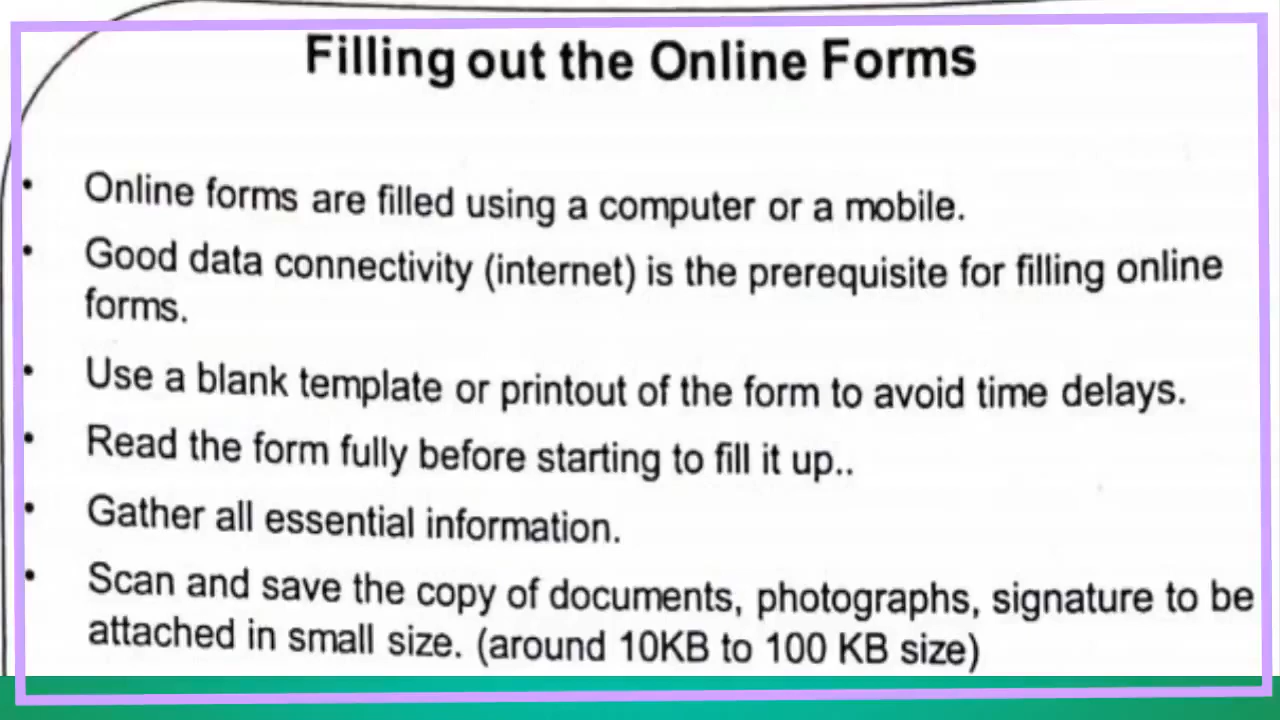 Filling out the Online Forms
• Online forms are filled using a computer or a mobile.
• Good data connectivity (internet) is the prerequisite for filling online
forms.
• Use a blank template or printout of the form to avoid time delays.
• Read the form fully before starting to fill it up..
• Gather all essential information.
• Scan and save the copy of documents, photographs, signature to be
attached in small size. (around 10KB to 100 KB size)